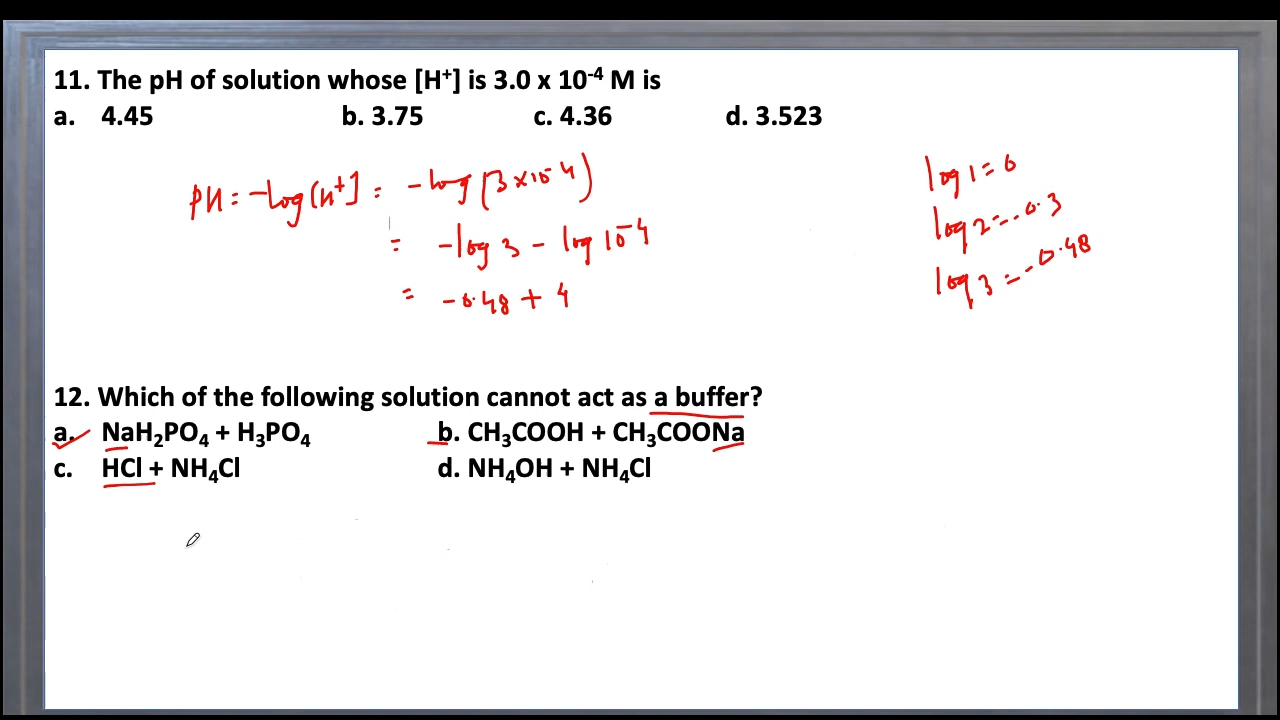 11. The pH of solution whose [H⁺] is 3.0 x 10⁻⁴ M is
a. 4.45 b. 3.75 c. 4.36 d. 3.523
PH = -log[H⁺] = -log(3×10⁻⁴)
= -log 3 - log 10⁻⁴
= -0.48 + 4
log 1 = 0
log 2 = -0.3
log 3 = -0.48
12. Which of the following solution cannot act as a buffer?
a. NaH₂PO₄ + H₃PO₄ b. CH₃COOH + CH₃COONa
c. HCl + NH₄Cl d. NH₄OH + NH₄Cl